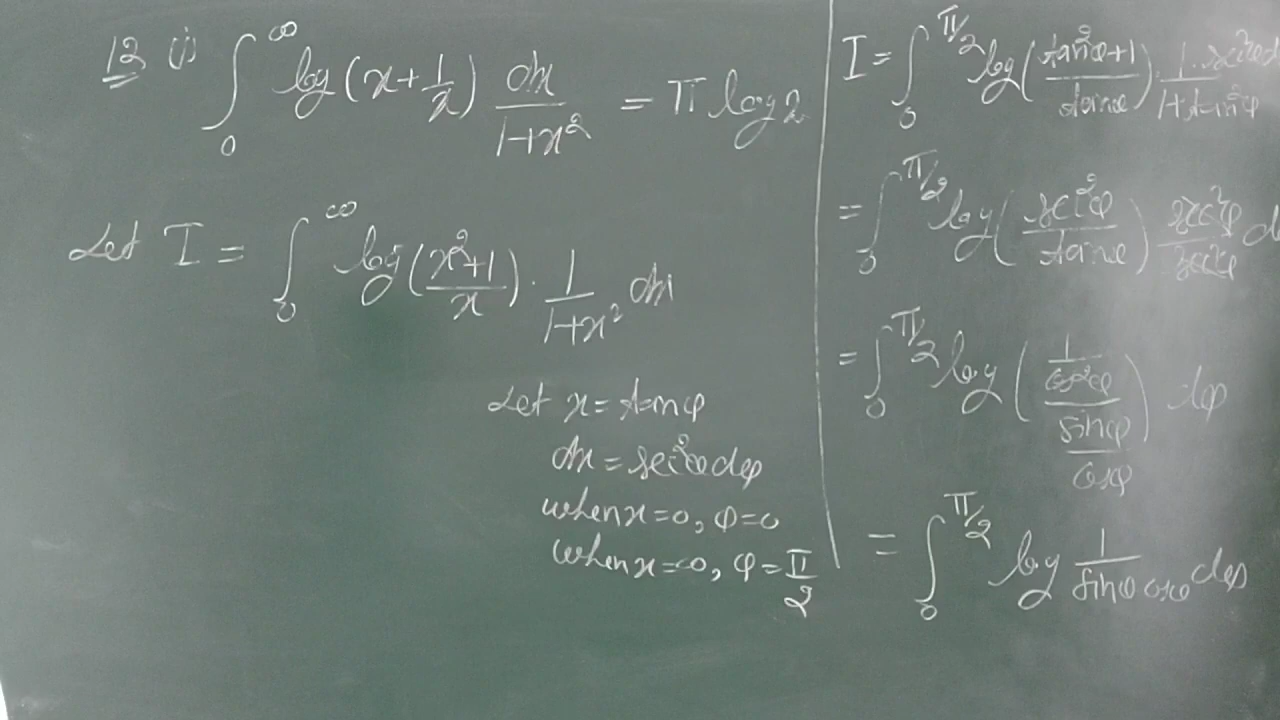 12 (i) ∫₀^∞ log(x+1/x) dx/(1+x²) = π log 2
Let I = ∫₀^∞ log((x²+1)/x) · 1/(1+x²) dx
Let x = tanφ
dx = sec²φ dφ
when x=0, φ=0
when x=∞, φ=π/2
I = ∫₀^{π/2} log((tan²φ+1)/tanφ) · 1/(1+tan²φ) · sec²φ d
= ∫₀^{π/2} log(sec²φ/tanφ) sec²φ/sec²φ d
= ∫₀^{π/2} log((1/cos²φ)/(sinφ/cosφ)) dφ
= ∫₀^{π/2} log 1/(sinφ cosφ) dφ